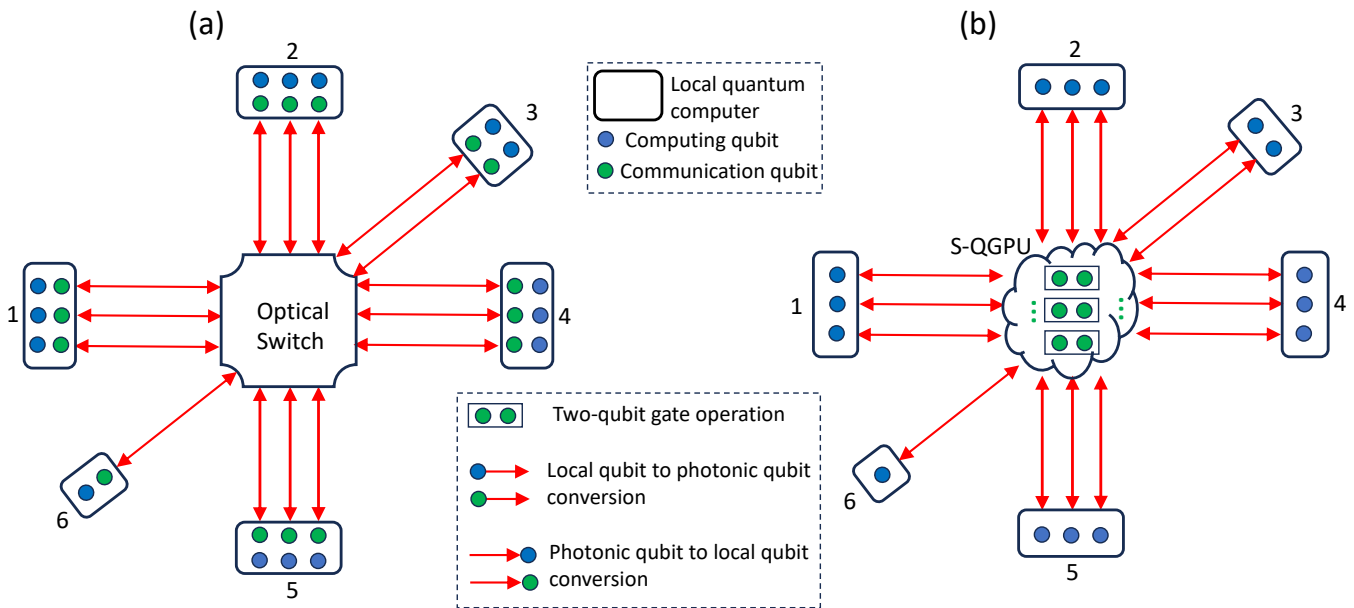 (a)
2
3
1
Optical
Switch
4
6
5
Local quantum
computer
Computing qubit
Communication qubit
Two-qubit gate operation
Local qubit to photonic qubit
conversion
Photonic qubit to local qubit
conversion
(b)
2
3
S-QGPU
1
4
6
5